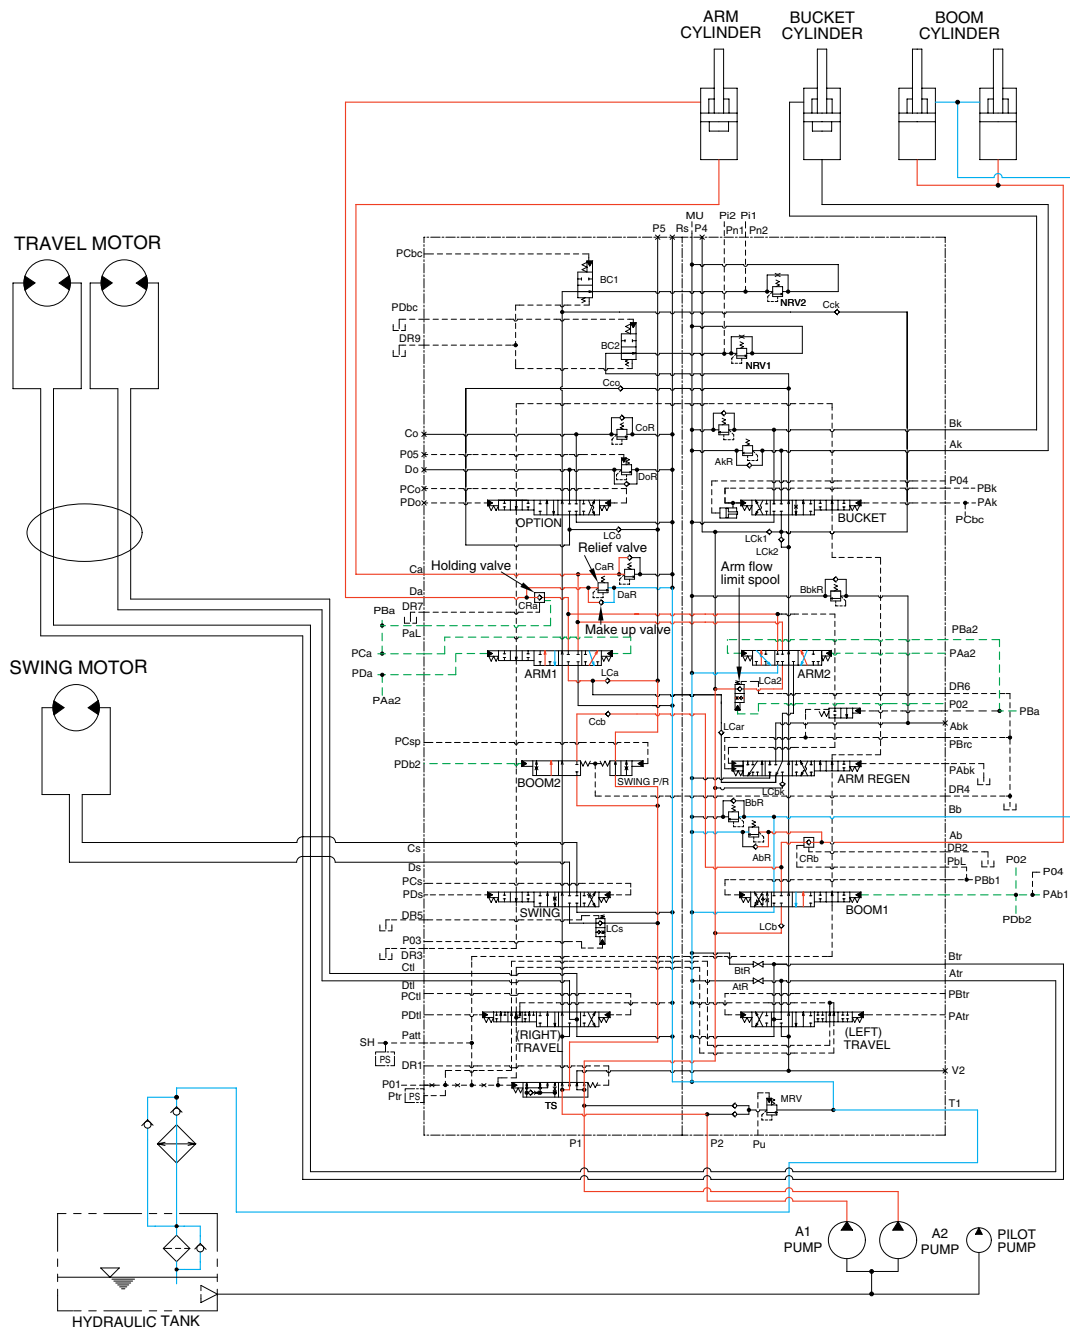 ARM
CYLINDER
BUCKET
CYLINDER
BOOM
CYLINDER
TRAVEL MOTOR
SWING MOTOR
MU
Pi2
Pi1
P5
Rs
P4
Pn1
Pn2
PCbc
BC1
NRV2
Cck
PDbc
DR9
BC2
NRV1
Cco
Co
CoR
P05
Do
DoR
PCo
PDo
OPTION
LCo
Bk
Ak
AkR
P04
PBk
PAk
PCbc
BUCKET
LCk1
LCk2
Relief valve
Holding valve
Ca
CaR
Da
DaR
CRa
DR7
PBa
PaL
Make up valve
Arm flow
limit spool
BbkR
PBa2
PCa
PAa2
PDa
ARM1
LCa
PAa2
LCa2
ARM2
DR6
P02
PBa
Abk
Ccb
LCar
PCsp
PBrc
PDb2
BOOM2
SWING P/R
ARM REGEN
PAbk
LCbk
DR4
BbR
Bb
AbR
CRb
Ab
DR2
PbL
P02
P04
PBb1
PAb1
PDb2
BOOM1
LCb
Cs
Ds
PCs
PDs
SWING
DR5
LCs
P03
DR3
Ctl
Dtl
PCtl
PDtl
(RIGHT)
TRAVEL
BtR
AtR
Btr
Atr
PBtr
PAtr
(LEFT)
TRAVEL
Patt
SH
PS
DR1
P01
Ptr
PS
TS
V2
MRV
T1
P1
P2
Pu
A1
PUMP
A2
PUMP
PILOT
PUMP
HYDRAULIC TANK